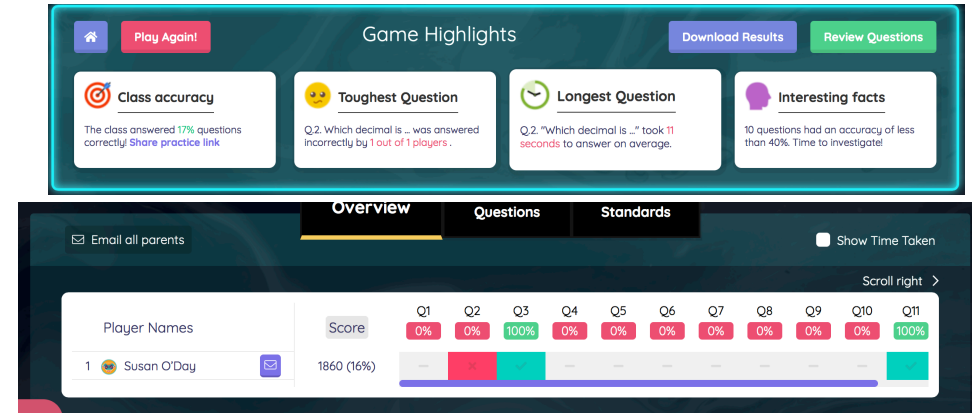 Play Again!
Game Highlights
Download Results
Review Questions
Class accuracy
The class answered 17% questions
correctly! Share practice link
Toughest Question
Q.2. Which decimal is ... was answered
incorrectly by 1 out of 1 players .
Longest Question
Q.2. "Which decimal is ..." took 11
seconds to answer on average.
Interesting facts
10 questions had an accuracy of less
than 40%. Time to investigate!
Email all parents
Overview
Questions
Standards
Show Time Taken
Scroll right >
Player Names
Score
Q1 Q2 Q3 Q4 Q5 Q6 Q7 Q8 Q9 Q10 Q11
0% 0% 100% 0% 0% 0% 0% 0% 0% 0% 100%
1 Susan O'Day 1860 (16%)